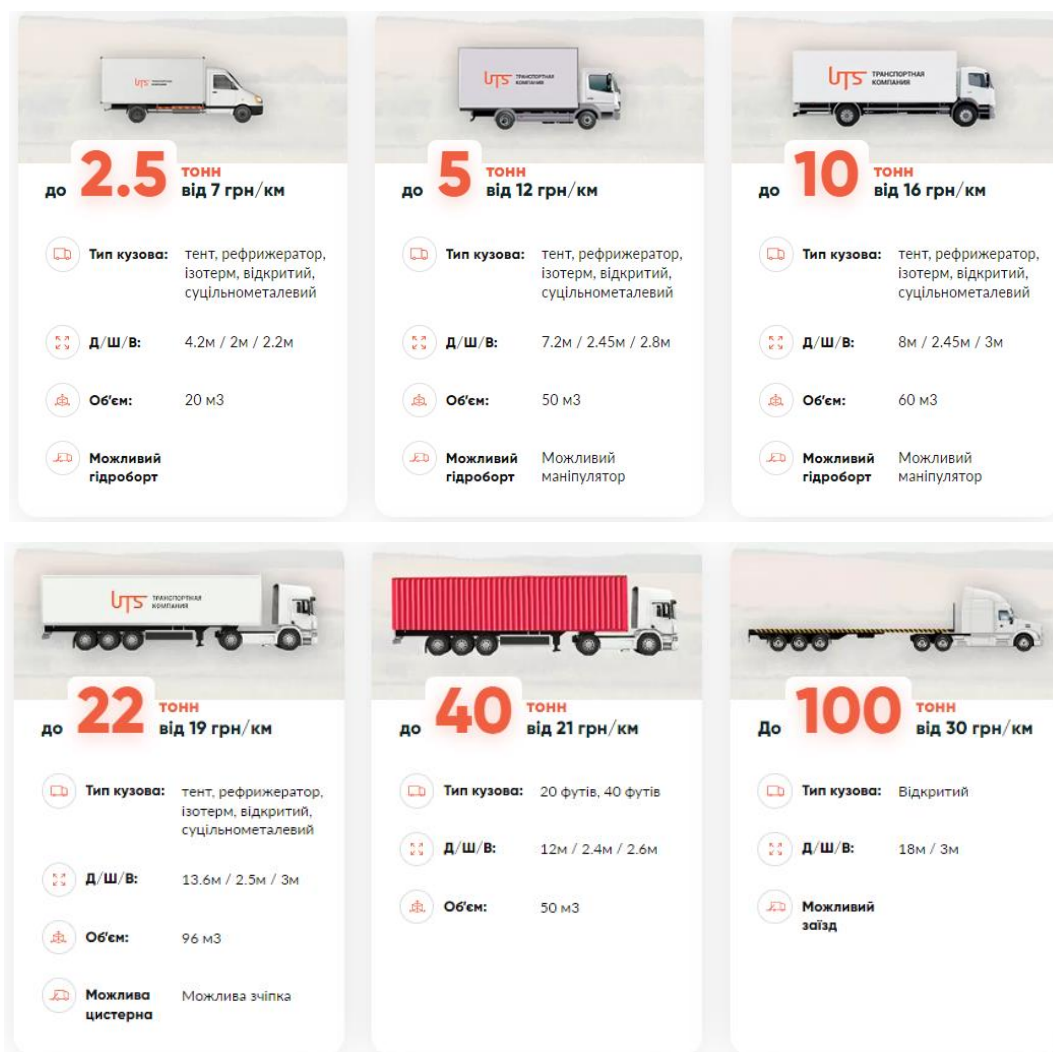 UTS ТРАНСПОРТНАЯ КОМПАНИЯ
до 2.5 тонн
від 7 грн/км
Тип кузова: тент, рефрижератор,
ізотерм, відкритий,
суцільнометалевий
Д/Ш/В: 4.2м / 2м / 2.2м
Об'єм: 20 м3
Можливий
гідроборт
UTS ТРАНСПОРТНАЯ
КОМПАНИЯ
до 5 тонн
від 12 грн/км
Тип кузова: тент, рефрижератор,
ізотерм, відкритий,
суцільнометалевий
Д/Ш/В: 7.2м / 2.45м / 2.8м
Об'єм: 50 м3
Можливий Можливий
гідроборт маніпулятор
UTS ТРАНСПОРТНАЯ
КОМПАНИЯ
до 10 тонн
від 16 грн/км
Тип кузова: тент, рефрижератор,
ізотерм, відкритий,
суцільнометалевий
Д/Ш/В: 8м / 2.45м / 3м
Об'єм: 60 м3
Можливий Можливий
гідроборт маніпулятор
UTS ТРАНСПОРТНАЯ
КОМПАНИЯ
до 22 тонн
від 19 грн/км
Тип кузова: тент, рефрижератор,
ізотерм, відкритий,
суцільнометалевий
Д/Ш/В: 13.6м / 2.5м / 3м
Об'єм: 96 м3
Можлива Можлива зчіпка
цистерна
до 40 тонн
від 21 грн/км
Тип кузова: 20 футів, 40 футів
Д/Ш/В: 12м / 2.4м / 2.6м
Об'єм: 50 м3
До 100 тонн
від 30 грн/км
Тип кузова: Відкритий
Д/Ш/В: 18м / 3м
Можливий
заїзд